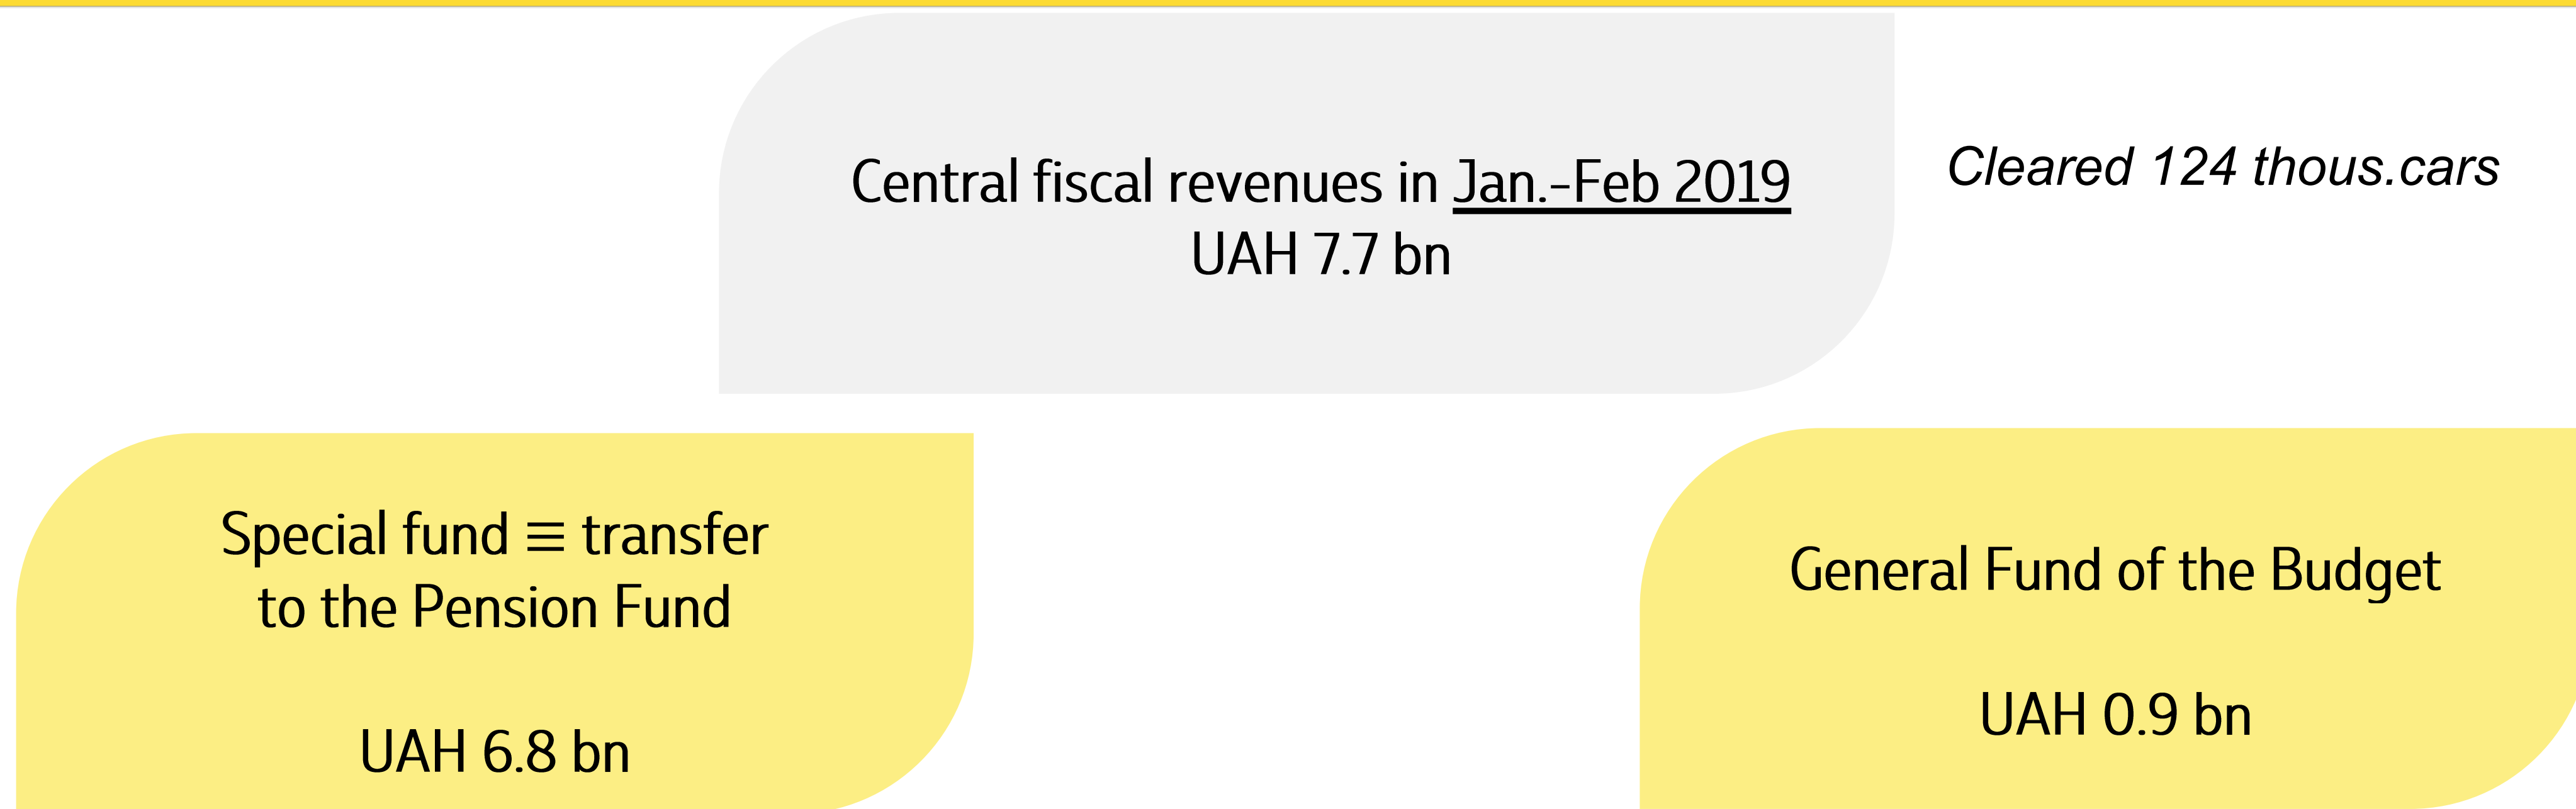 Central fiscal revenues in Jan.-Feb 2019
UAH 7.7 bn
Cleared 124 thous.cars
Special fund ≡ transfer
to the Pension Fund
UAH 6.8 bn
General Fund of the Budget
UAH 0.9 bn